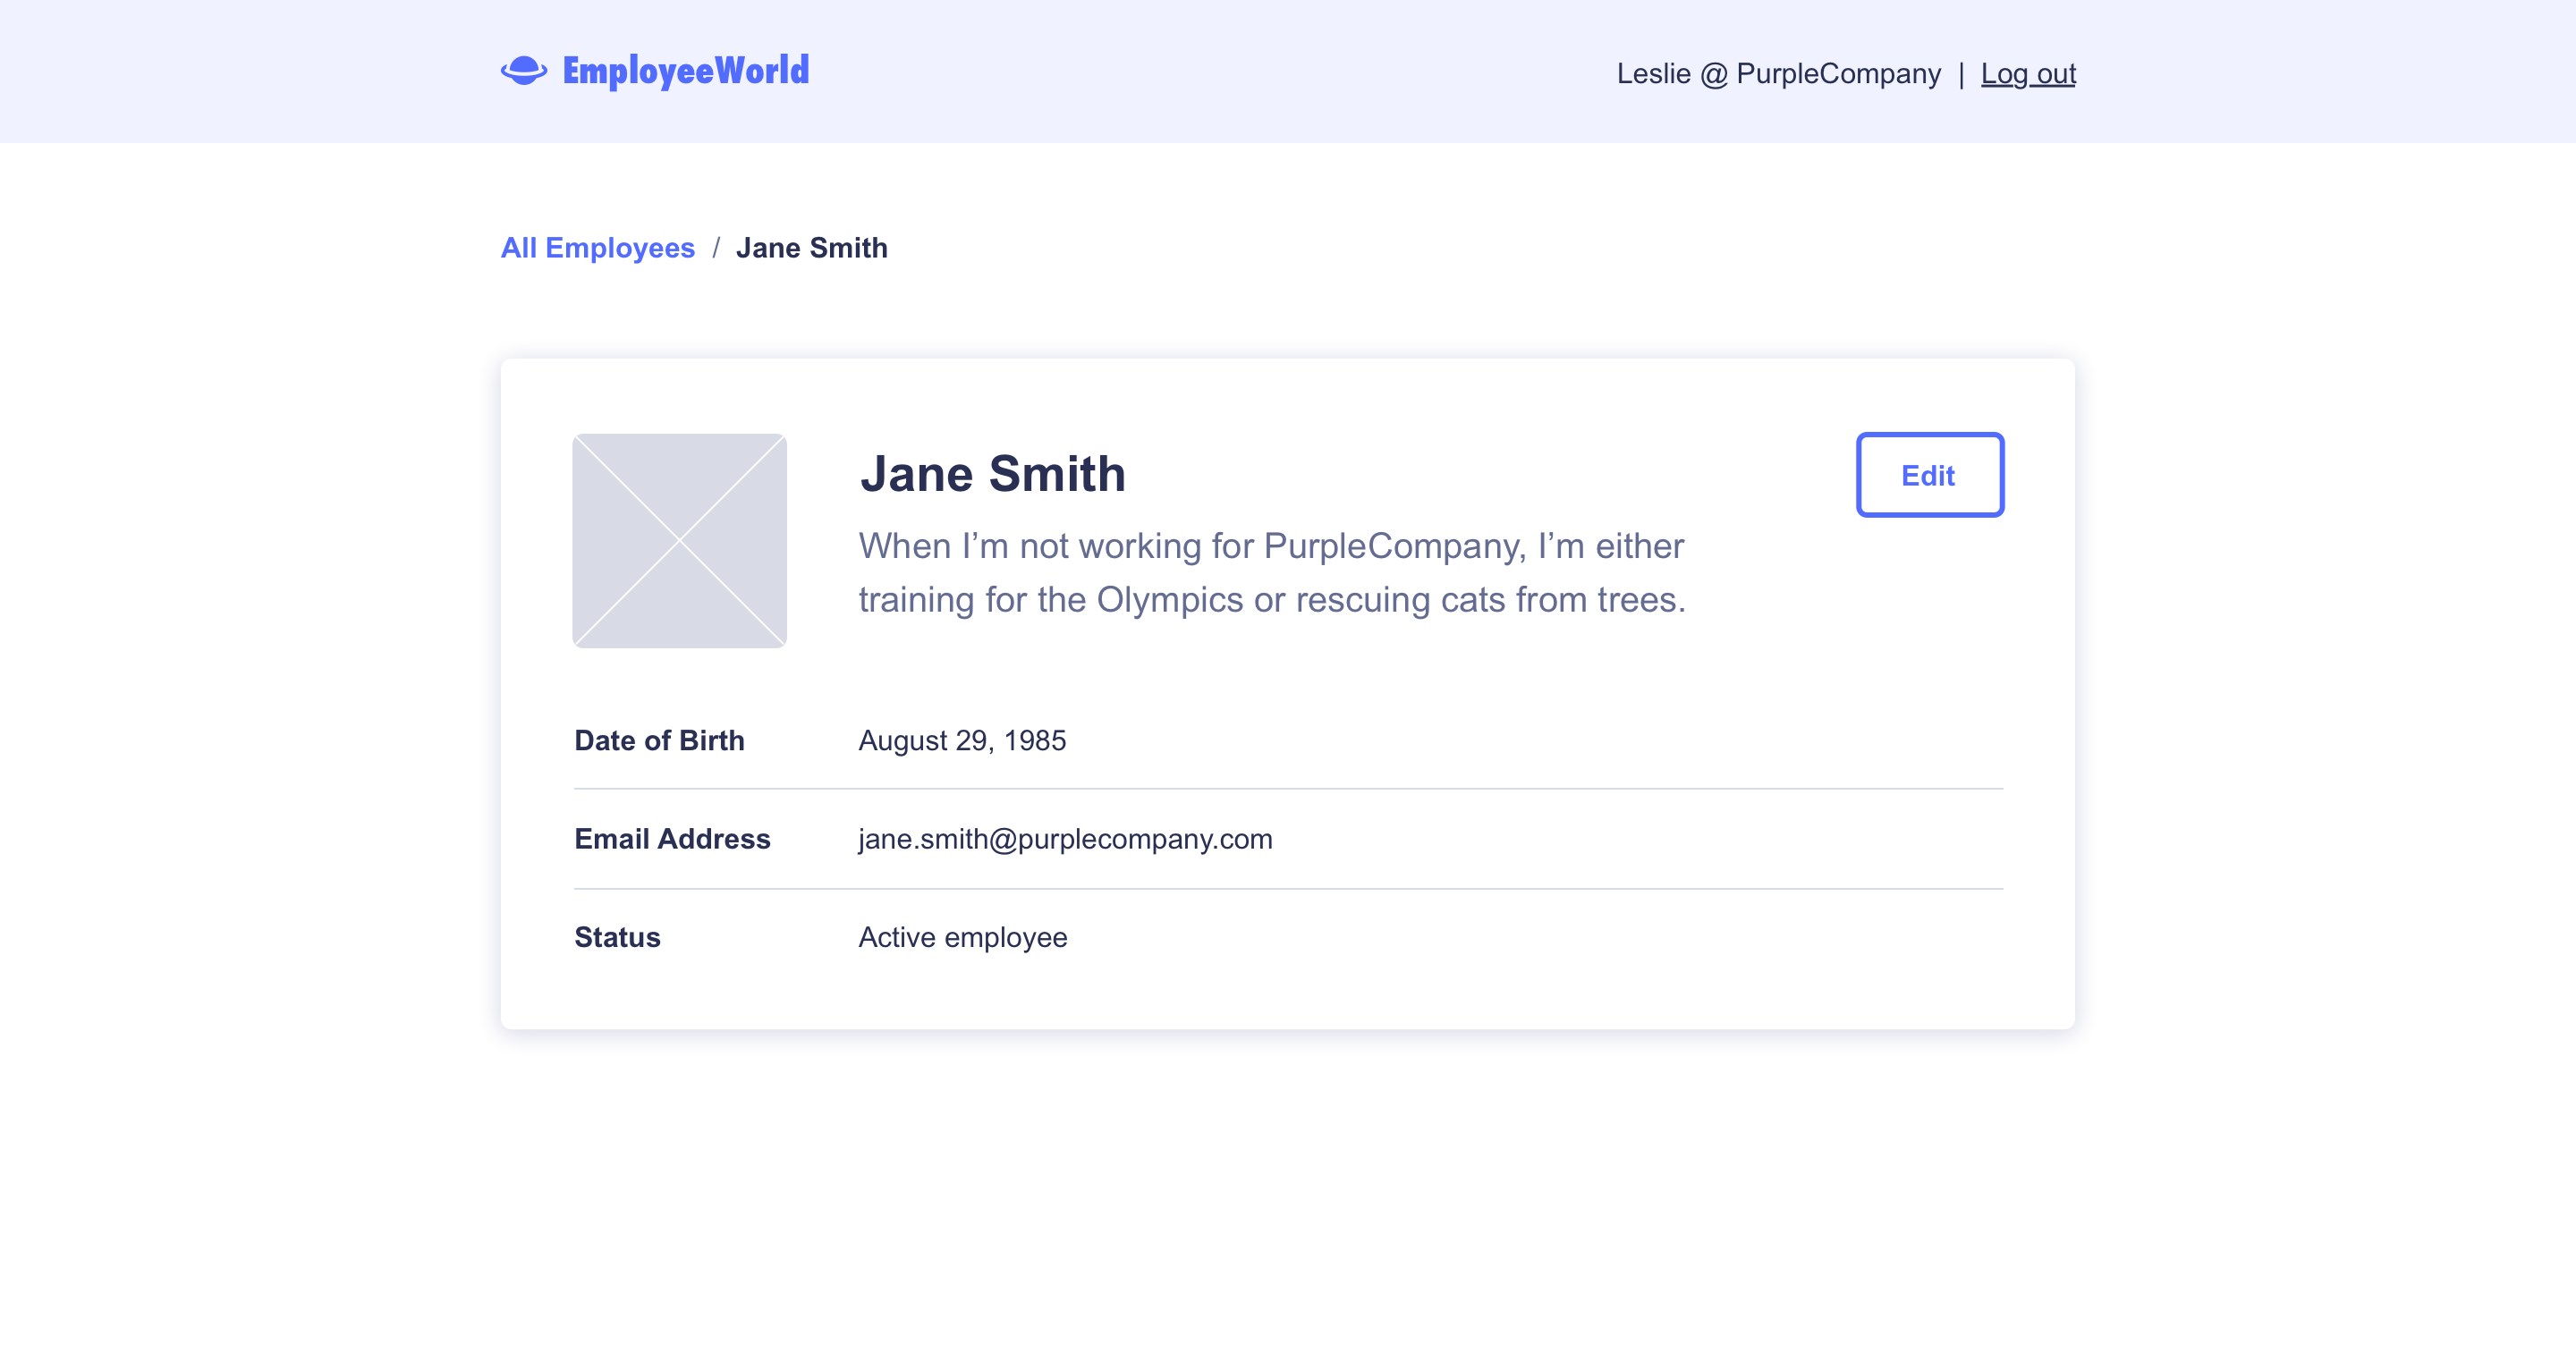 EmployeeWorld
Leslie @ PurpleCompany | Log out
All Employees / Jane Smith
Jane Smith
Edit
When I’m not working for PurpleCompany, I’m either
training for the Olympics or rescuing cats from trees.
Date of Birth August 29, 1985
Email Address jane.smith@purplecompany.com
Status Active employee